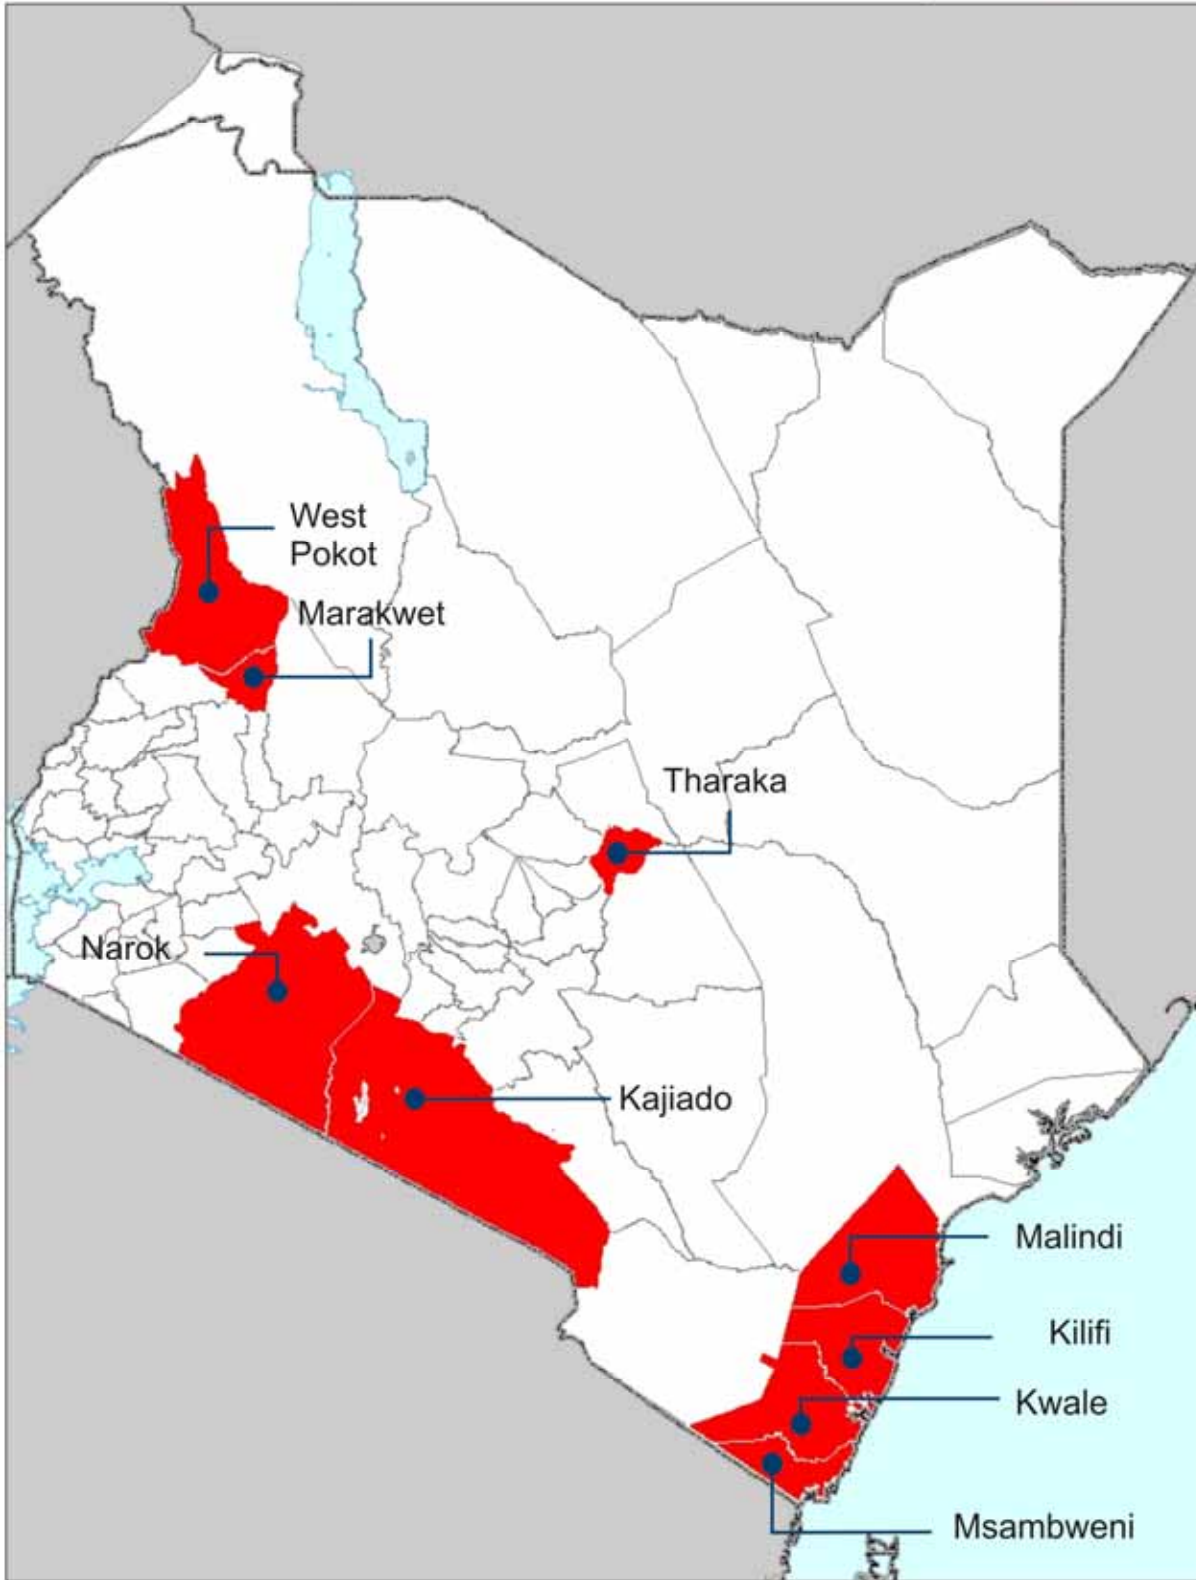 West
Pokot
Marakwet
Tharaka
Narok
Kajiado
Malindi
Kilifi
Kwale
Msambweni